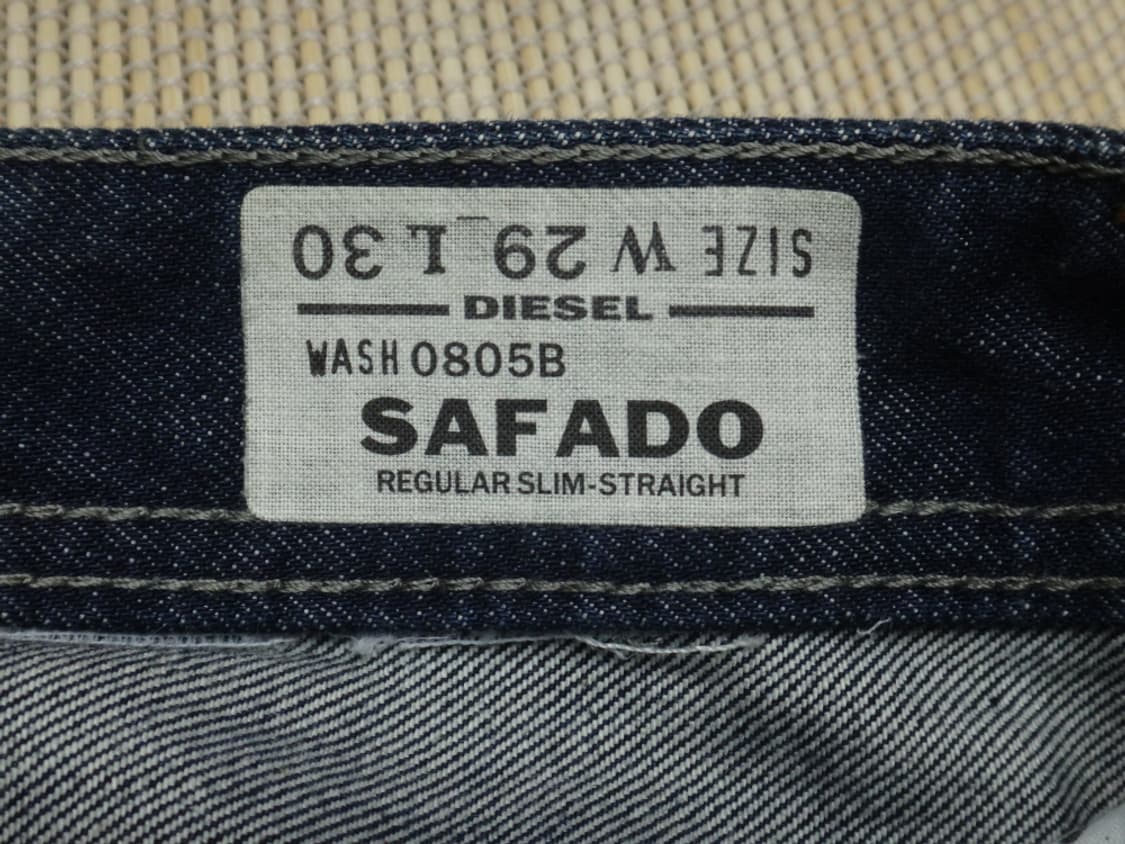 SIZE W 29 L 30
DIESEL
WASH 0805B
SAFADO
REGULAR SLIM-STRAIGHT